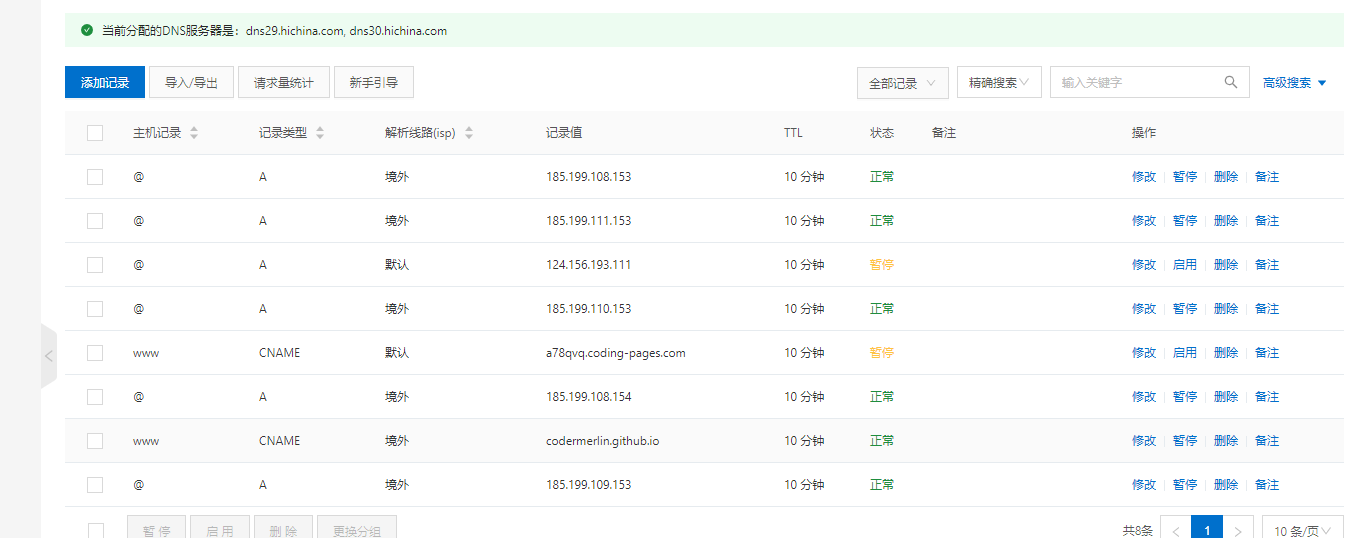 当前分配的DNS服务器是：dns29.hichina.com, dns30.hichina.com
添加记录 导入/导出 请求量统计 新手引导 全部记录 精确搜索 输入关键字 高级搜索
主机记录 记录类型 解析线路(isp) 记录值 TTL 状态 备注 操作
@ A 境外 185.199.108.153 10 分钟 正常 修改 暂停 删除 备注
@ A 境外 185.199.111.153 10 分钟 正常 修改 暂停 删除 备注
@ A 默认 124.156.193.111 10 分钟 暂停 修改 启用 删除 备注
@ A 境外 185.199.110.153 10 分钟 正常 修改 暂停 删除 备注
www CNAME 默认 a78qvq.coding-pages.com 10 分钟 暂停 修改 启用 删除 备注
@ A 境外 185.199.108.154 10 分钟 正常 修改 暂停 删除 备注
www CNAME 境外 codermerlin.github.io 10 分钟 正常 修改 暂停 删除 备注
@ A 境外 185.199.109.153 10 分钟 正常 修改 暂停 删除 备注
暂停 启用 删除 更换分组 共8条 1 10 条/页